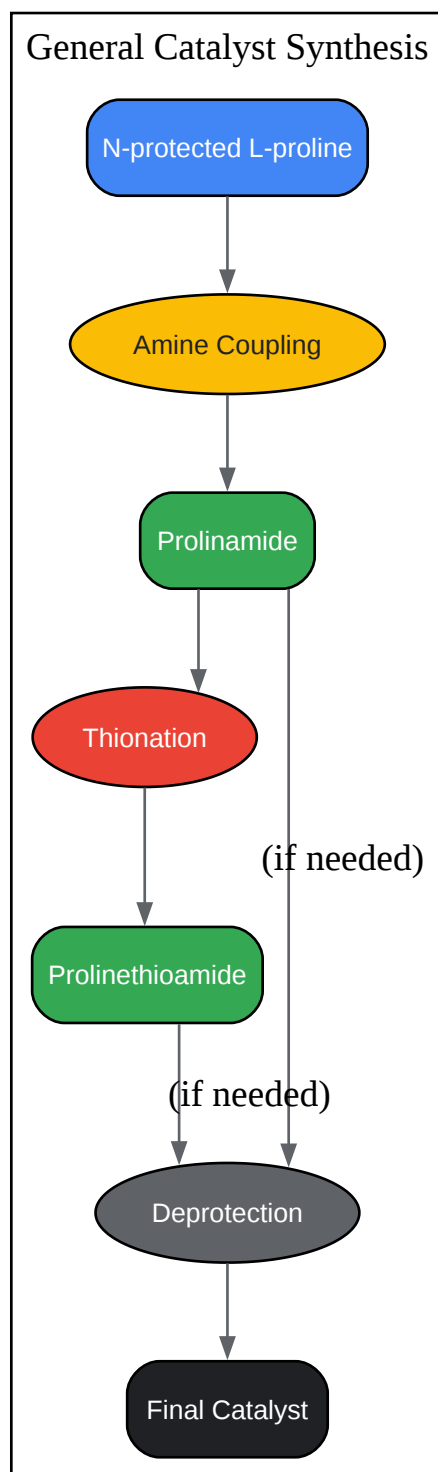 General Catalyst Synthesis
N-protected L-proline
Amine Coupling
Prolinamide
Thionation
(if needed)
Prolinethioamide
(if needed)
Deprotection
Final Catalyst